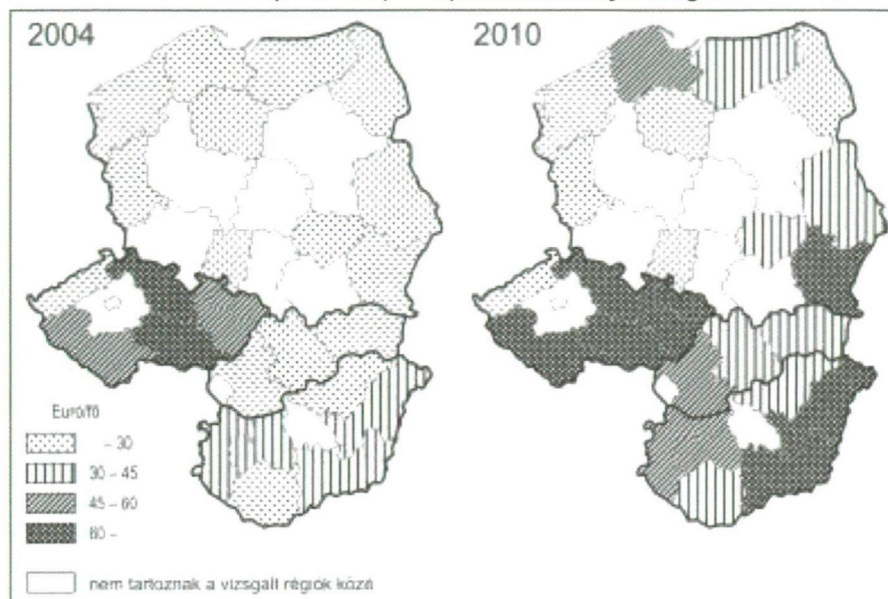 2004
2010
Euró/fő
– 30
30 – 45
45 – 60
60 –
nem tartoznak a vizsgált régiók közé